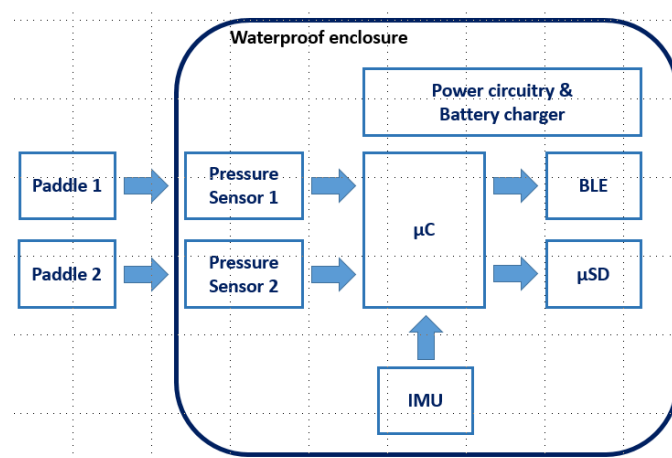 Waterproof enclosure
Power circuitry &
Battery charger
Paddle 1
Pressure
Sensor 1
µC
BLE
Paddle 2
Pressure
Sensor 2
µSD
IMU